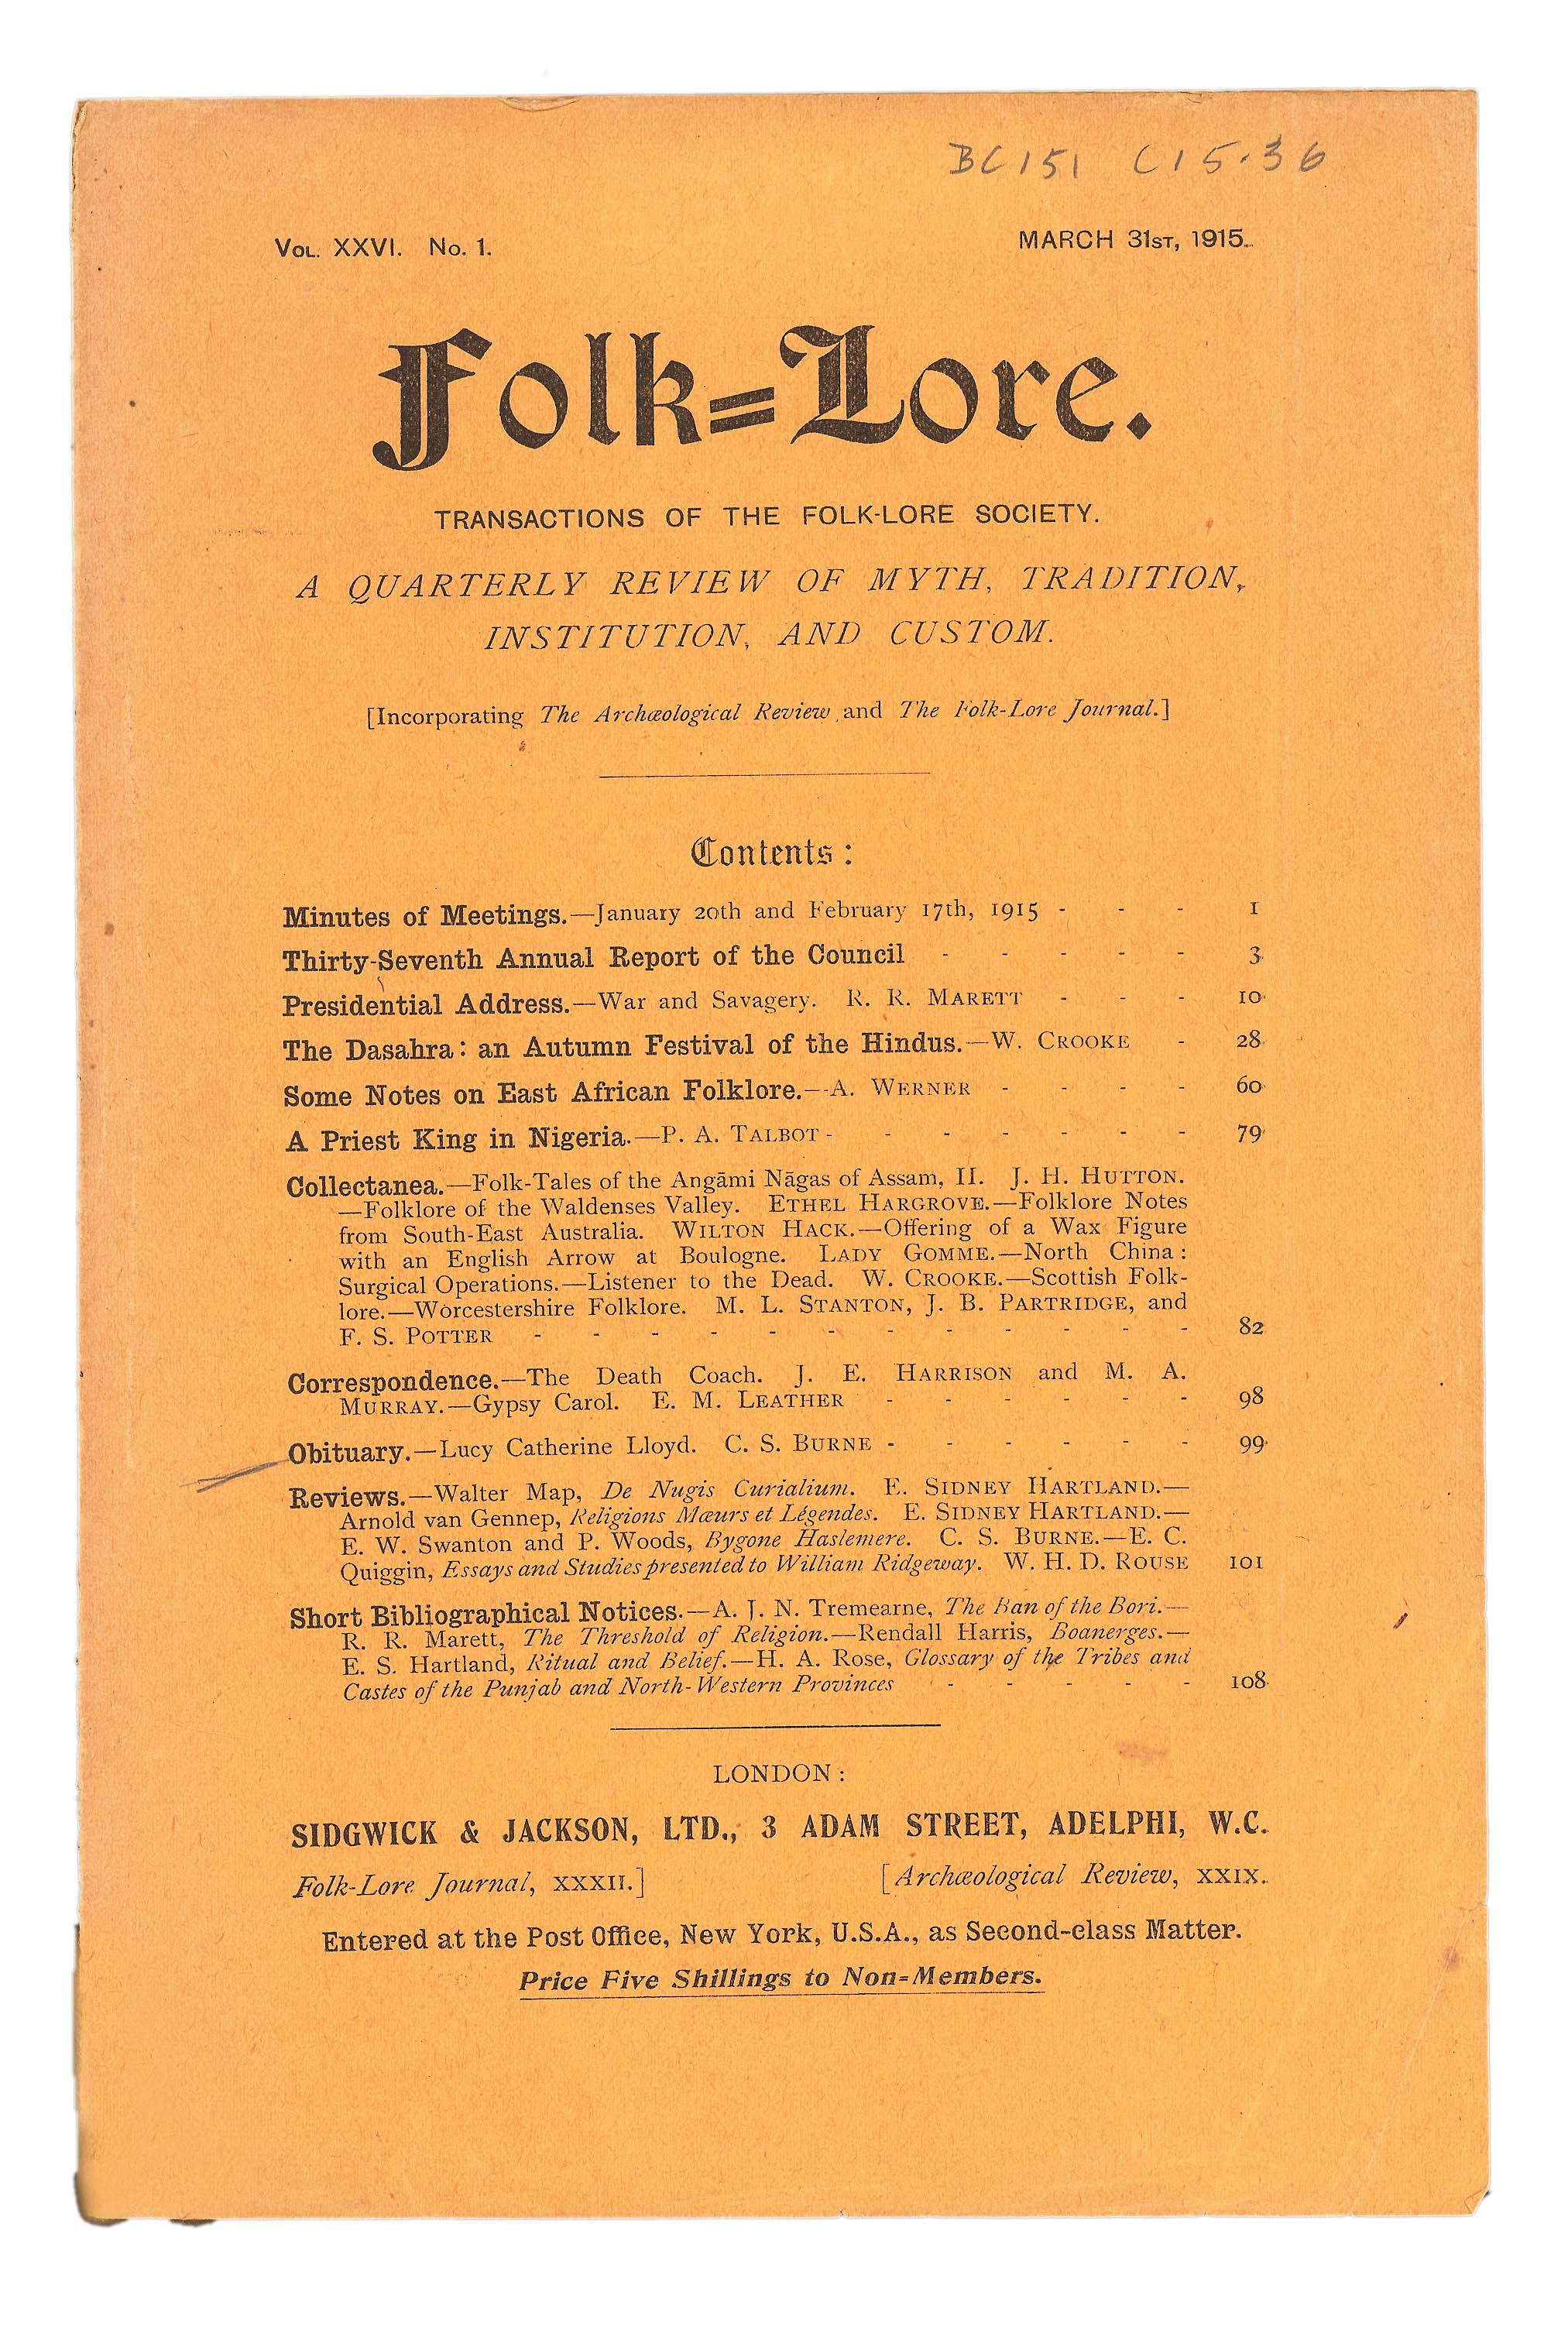 BC 151 C15.36
VOL. XXVI. No. 1.
MARCH 31ST, 1915.
Folk=Lore.
TRANSACTIONS OF THE FOLK-LORE SOCIETY.
A QUARTERLY REVIEW OF MYTH, TRADITION,
INSTITUTION, AND CUSTOM.
[Incorporating The Archæological Review and The Folk-Lore Journal.]
Contents:
Minutes of Meetings.—January 20th and February 17th, 1915 - - - 1
Thirty-Seventh Annual Report of the Council - - - - - 3
Presidential Address.—War and Savagery. R. R. MARETT - - - 10
The Dasahra: an Autumn Festival of the Hindus.—W. CROOKE - 28
Some Notes on East African Folklore.—A. WERNER - - - - 60
A Priest King in Nigeria.—P. A. TALBOT - - - - - - - 79
Collectanea.—Folk-Tales of the Angāmi Nāgas of Assam, II. J. H. HUTTON.
—Folklore of the Waldenses Valley. ETHEL HARGROVE.—Folklore Notes
from South-East Australia. WILTON HACK.—Offering of a Wax Figure
with an English Arrow at Boulogne. LADY GOMME.—North China:
Surgical Operations.—Listener to the Dead. W. CROOKE.—Scottish Folk-
lore.—Worcestershire Folklore. M. L. STANTON, J. B. PARTRIDGE, and
F. S. POTTER - - - - - - - - - - - - 82
Correspondence.—The Death Coach. J. E. HARRISON and M. A.
MURRAY.—Gypsy Carol. E. M. LEATHER - - - - - - 98
Obituary.—Lucy Catherine Lloyd. C. S. BURNE - - - - - - 99
Reviews.—Walter Map, De Nugis Curialium. E. SIDNEY HARTLAND.—
Arnold van Gennep, Religions Mœurs et Légendes. E. SIDNEY HARTLAND.—
E. W. Swanton and P. Woods, Bygone Haslemere. C. S. BURNE.—E. C.
Quiggin, Essays and Studies presented to William Ridgeway. W. H. D. ROUSE 101
Short Bibliographical Notices.—A. J. N. Tremearne, The Ban of the Bori.—
R. R. Marett, The Threshold of Religion.—Rendall Harris, Boanerges.—
E. S. Hartland, Ritual and Belief.—H. A. Rose, Glossary of the Tribes and
Castes of the Punjab and North-Western Provinces - - - - - 108
LONDON:
SIDGWICK & JACKSON, LTD., 3 ADAM STREET, ADELPHI, W.C.
Folk-Lore Journal, XXXII.] [Archæological Review, XXIX.
Entered at the Post Office, New York, U.S.A., as Second-class Matter.
Price Five Shillings to Non=Members.